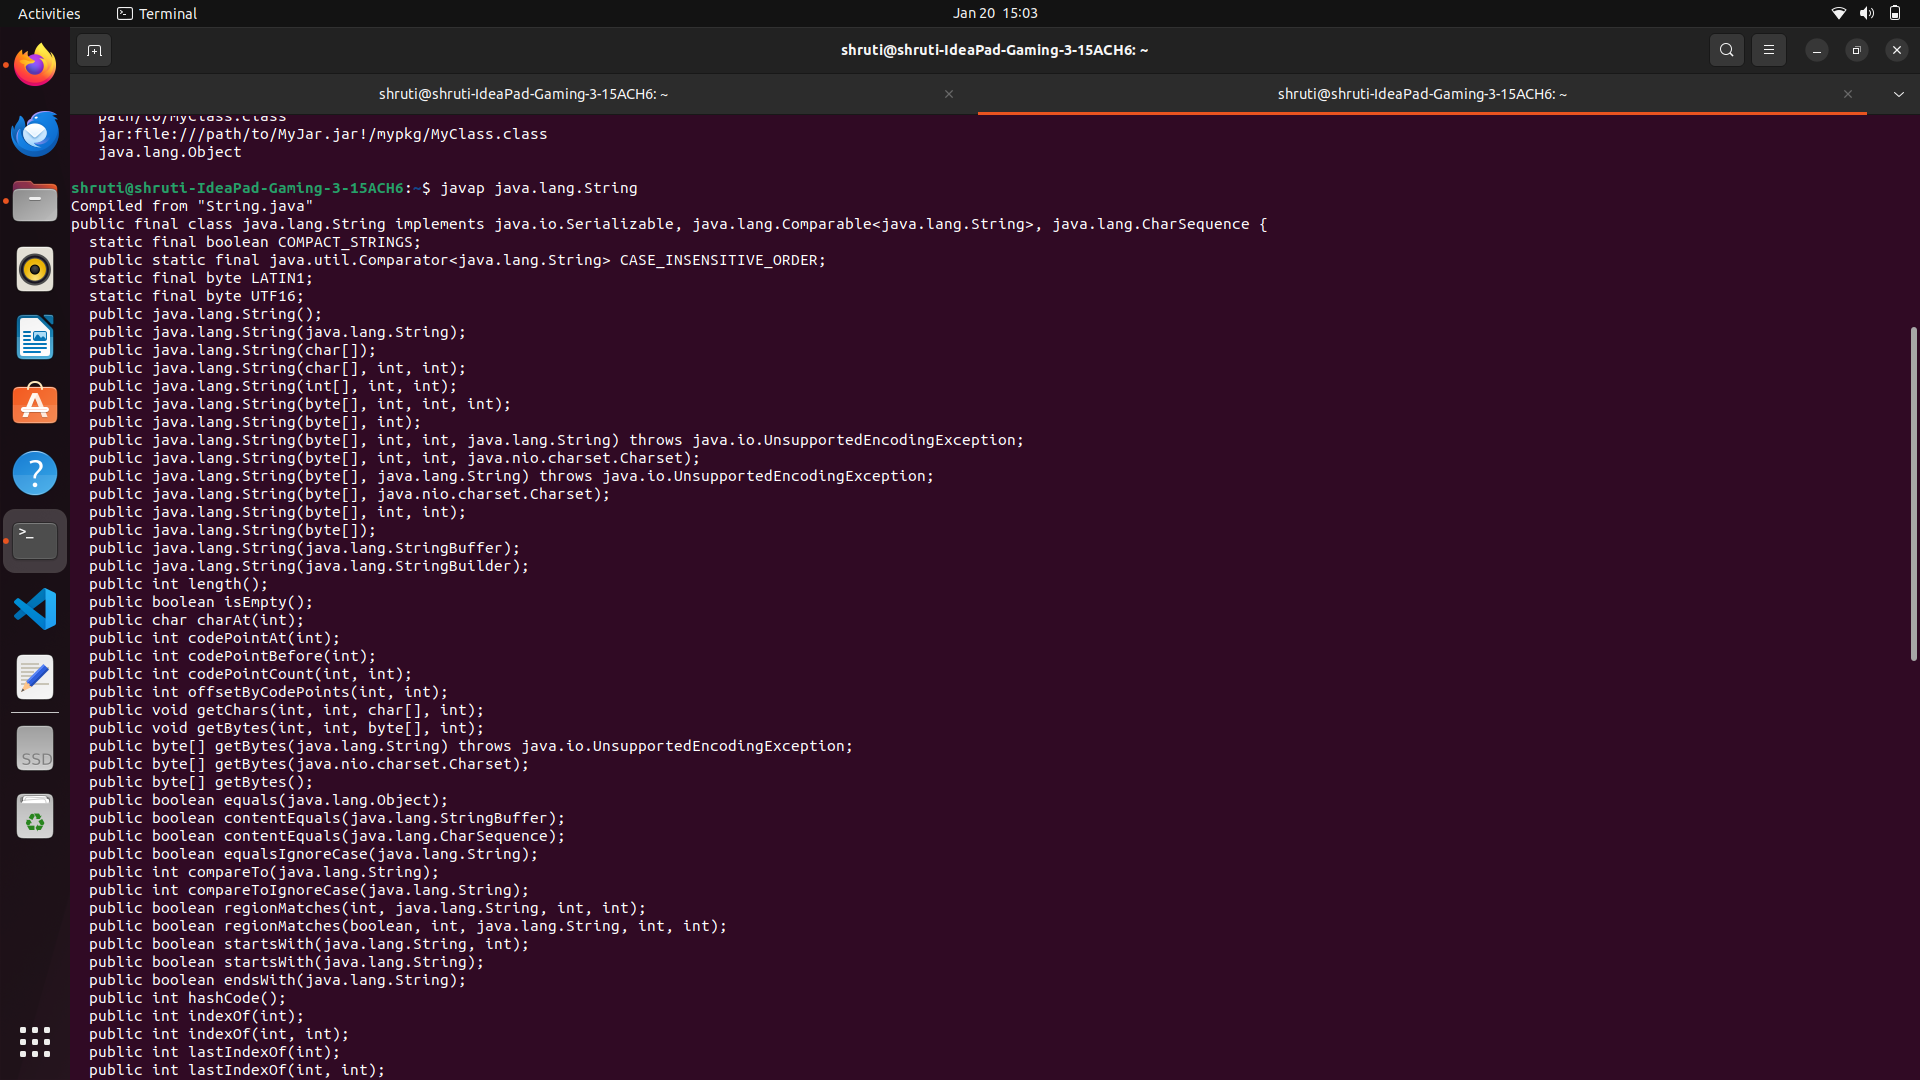 Activities
Terminal
Jan 20 15:03
shruti@shruti-IdeaPad-Gaming-3-15ACH6: ~
shruti@shruti-IdeaPad-Gaming-3-15ACH6: ~
shruti@shruti-IdeaPad-Gaming-3-15ACH6: ~
path/to/MyClass.class
jar:file:///path/to/MyJar.jar!/mypkg/MyClass.class
java.lang.Object
shruti@shruti-IdeaPad-Gaming-3-15ACH6:~$ javap java.lang.String
Compiled from "String.java"
public final class java.lang.String implements java.io.Serializable, java.lang.Comparable<java.lang.String>, java.lang.CharSequence {
static final boolean COMPACT_STRINGS;
public static final java.util.Comparator<java.lang.String> CASE_INSENSITIVE_ORDER;
static final byte LATIN1;
static final byte UTF16;
public java.lang.String();
public java.lang.String(java.lang.String);
public java.lang.String(char[]);
public java.lang.String(char[], int, int);
public java.lang.String(int[], int, int);
public java.lang.String(byte[], int, int, int);
public java.lang.String(byte[], int);
public java.lang.String(byte[], int, int, java.lang.String) throws java.io.UnsupportedEncodingException;
public java.lang.String(byte[], int, int, java.nio.charset.Charset);
public java.lang.String(byte[], java.lang.String) throws java.io.UnsupportedEncodingException;
public java.lang.String(byte[], java.nio.charset.Charset);
public java.lang.String(byte[], int, int);
public java.lang.String(byte[]);
public java.lang.String(java.lang.StringBuffer);
public java.lang.String(java.lang.StringBuilder);
public int length();
public boolean isEmpty();
public char charAt(int);
public int codePointAt(int);
public int codePointBefore(int);
public int codePointCount(int, int);
public int offsetByCodePoints(int, int);
public void getChars(int, int, char[], int);
public void getBytes(int, int, byte[], int);
public byte[] getBytes(java.lang.String) throws java.io.UnsupportedEncodingException;
public byte[] getBytes(java.nio.charset.Charset);
public byte[] getBytes();
public boolean equals(java.lang.Object);
public boolean contentEquals(java.lang.StringBuffer);
public boolean contentEquals(java.lang.CharSequence);
public boolean equalsIgnoreCase(java.lang.String);
public int compareTo(java.lang.String);
public int compareToIgnoreCase(java.lang.String);
public boolean regionMatches(int, java.lang.String, int, int);
public boolean regionMatches(boolean, int, java.lang.String, int, int);
public boolean startsWith(java.lang.String, int);
public boolean startsWith(java.lang.String);
public boolean endsWith(java.lang.String);
public int hashCode();
public int indexOf(int);
public int indexOf(int, int);
public int lastIndexOf(int);
public int lastIndexOf(int, int);
SSD